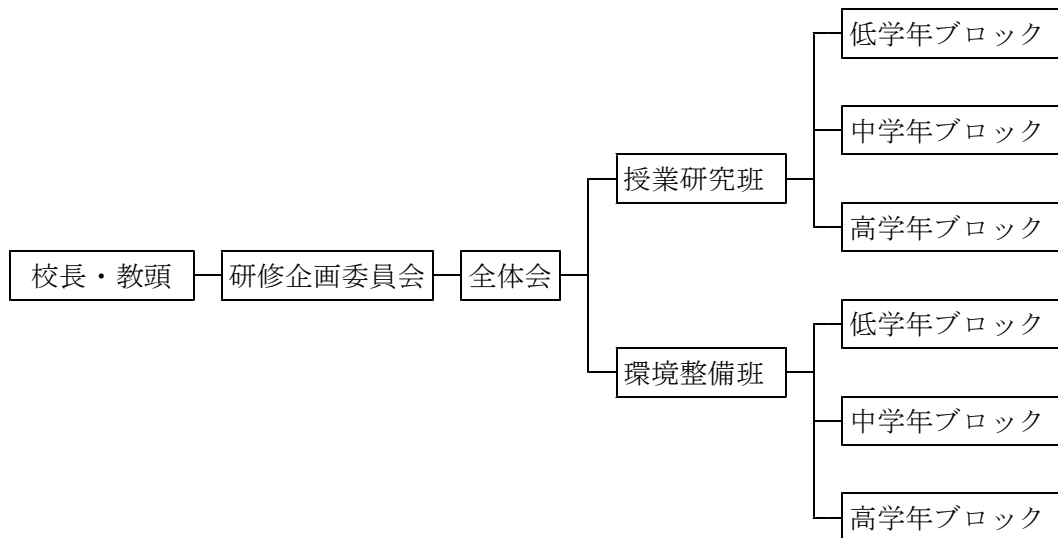 校長・教頭
研修企画委員会
全体会
授業研究班
低学年ブロック
中学年ブロック
高学年ブロック
環境整備班
低学年ブロック
中学年ブロック
高学年ブロック